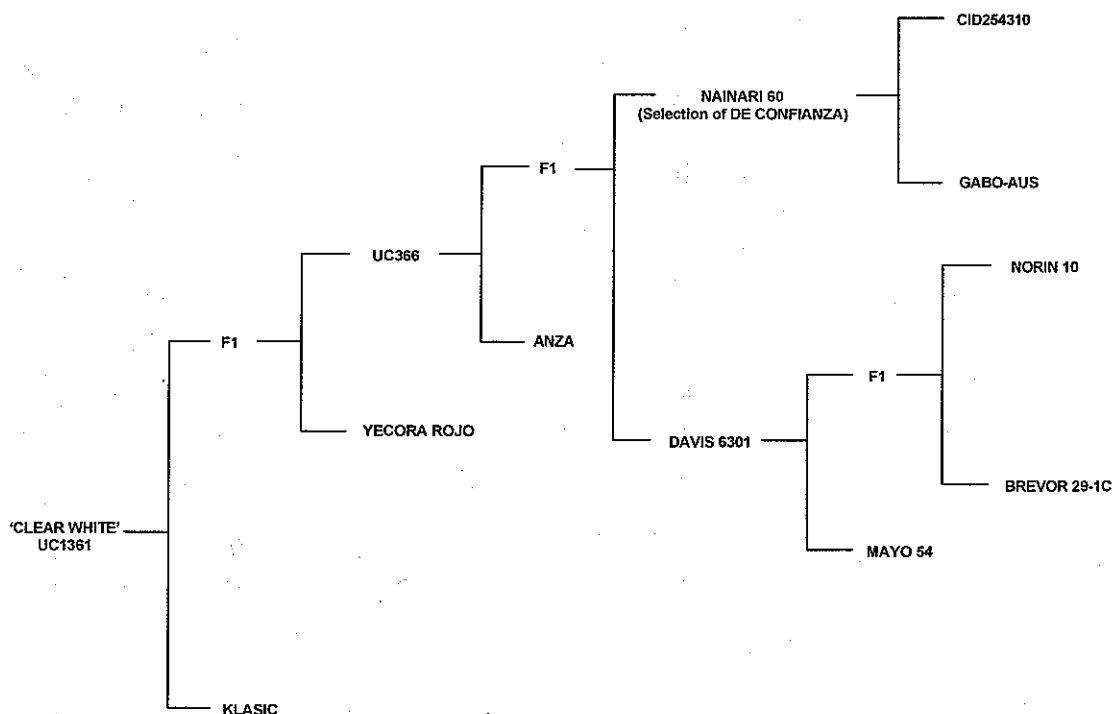 CID254310
NAINARI 60
(Selection of DE CONFIANZA)
F1
GABO-AUS
UC366
NORIN 10
F1
ANZA
F1
YECORA ROJO
DAVIS 6301
BREVOR 29-1C
'CLEAR WHITE'
UC1361
MAYO 54
KLASIC